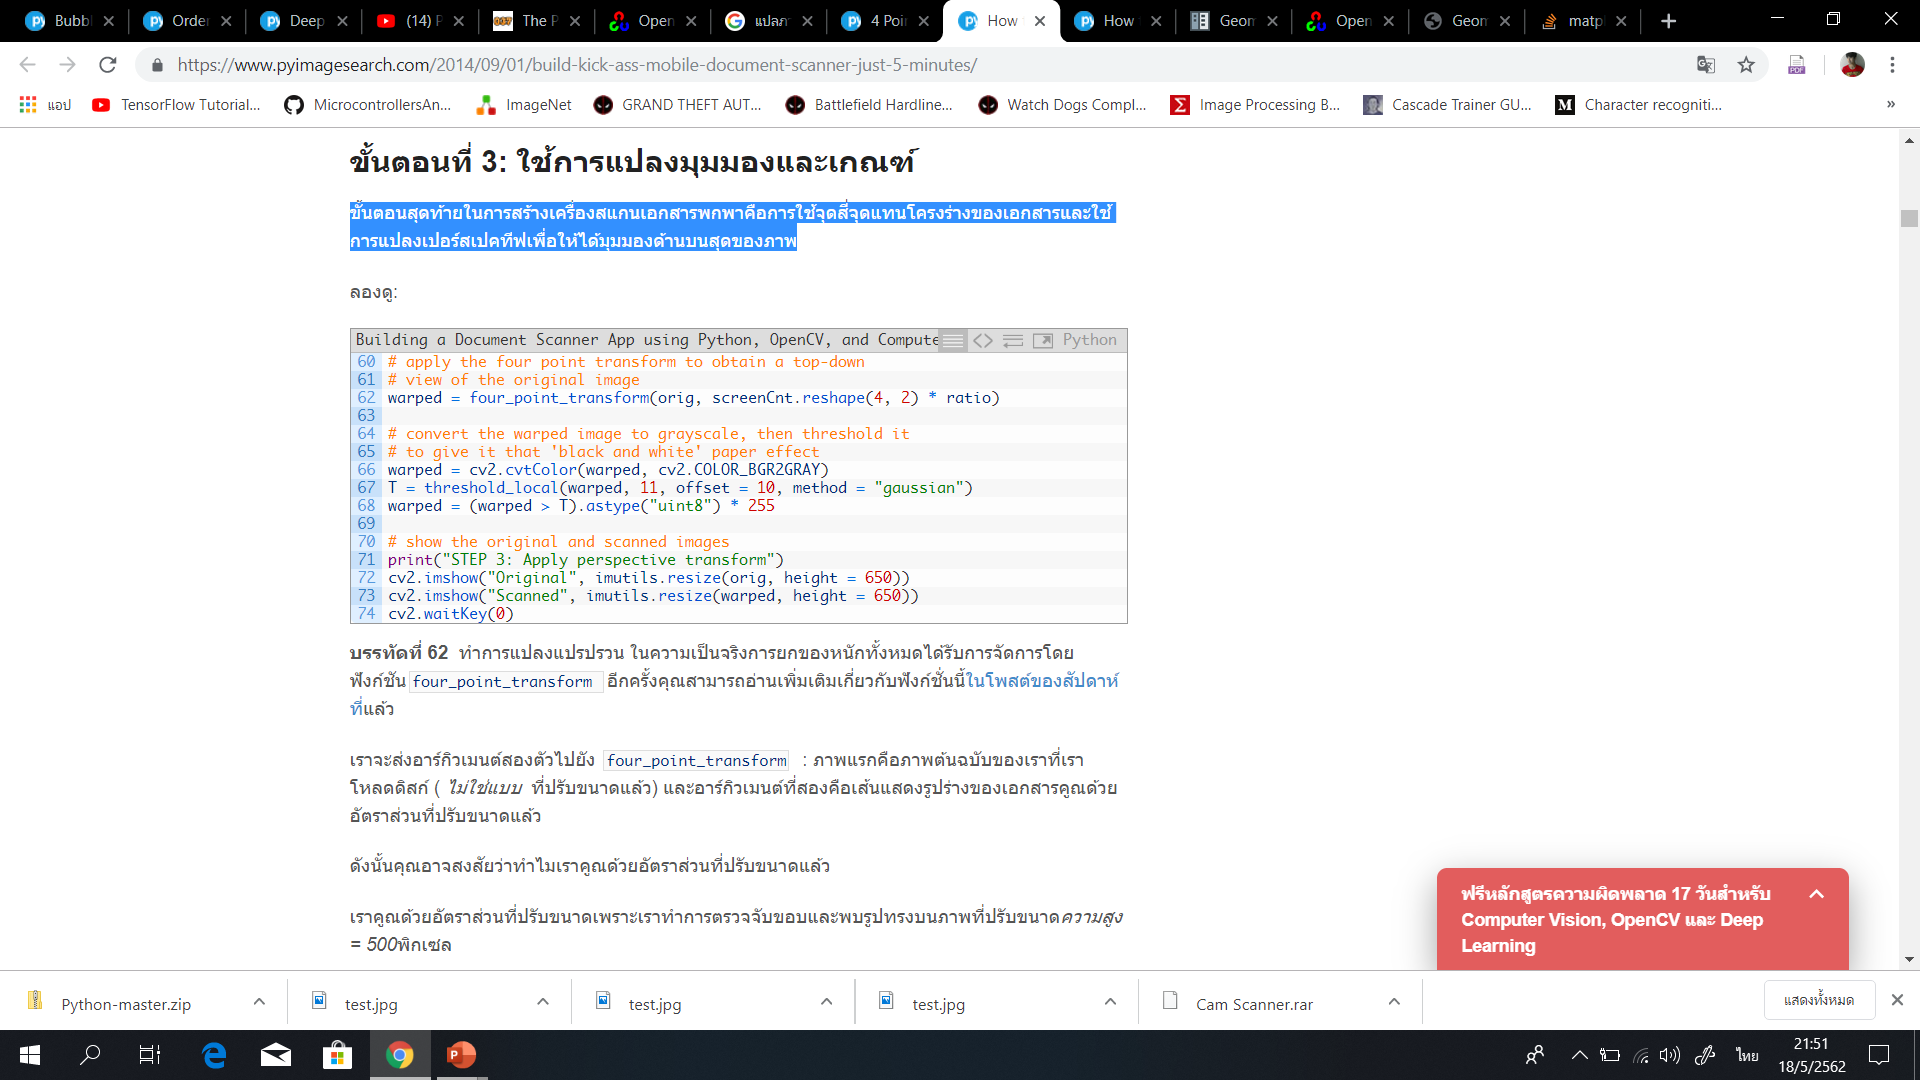 Bubbl
Order
Deep
(14) P
The P
Open
แปลภา
4 Poi
How
How
Geom
Open
Geom
matp
https://www.pyimagesearch.com/2014/09/01/build-kick-ass-mobile-document-scanner-just-5-minutes/
แอป
TensorFlow Tutorial...
MicrocontrollersAn...
ImageNet
GRAND THEFT AUT...
Battlefield Hardline...
Watch Dogs Compl...
Image Processing B...
Cascade Trainer GU...
Character recogniti...
ขั้นตอนที่ 3: ใช้การแปลงมุมมองและเกณฑ์
ขั้นตอนสุดท้ายในการสร้างเครื่องสแกนเอกสารพกพาคือการใช้จุดสี่จุดแทนโครงร่างของเอกสารและใช้
การแปลงเปอร์สเปคทีฟเพื่อให้ได้มุมมองด้านบนสุดของภาพ
ลองดู:
Building a Document Scanner App using Python, OpenCV, and Compute
Python
60 # apply the four point transform to obtain a top-down
61 # view of the original image
62 warped = four_point_transform(orig, screenCnt.reshape(4, 2) * ratio)
63
64 # convert the warped image to grayscale, then threshold it
65 # to give it that 'black and white' paper effect
66 warped = cv2.cvtColor(warped, cv2.COLOR_BGR2GRAY)
67 T = threshold_local(warped, 11, offset = 10, method = "gaussian")
68 warped = (warped > T).astype("uint8") * 255
69
70 # show the original and scanned images
71 print("STEP 3: Apply perspective transform")
72 cv2.imshow("Original", imutils.resize(orig, height = 650))
73 cv2.imshow("Scanned", imutils.resize(warped, height = 650))
74 cv2.waitKey(0)
บรรทัดที่ 62 ทำการแปลงแปรปรวน ในความเป็นจริงการยกของหนักทั้งหมดได้รับการจัดการโดย
ฟังก์ชัน four_point_transform อีกครั้งคุณสามารถอ่านเพิ่มเติมเกี่ยวกับฟังก์ชั่นนี้ในโพสต์ของสัปดาห์
ที่แล้ว
เราจะส่งอาร์กิวเมนต์สองตัวไปยัง four_point_transform : ภาพแรกคือภาพต้นฉบับของเราที่เรา
โหลดดิสก์ ( ไม่ใช่แบบ ที่ปรับขนาดแล้ว) และอาร์กิวเมนต์ที่สองคือเส้นแสดงรูปร่างของเอกสารคูณด้วย
อัตราส่วนที่ปรับขนาดแล้ว
ดังนั้นคุณอาจสงสัยว่าทำไมเราคูณด้วยอัตราส่วนที่ปรับขนาดแล้ว
เราคูณด้วยอัตราส่วนที่ปรับขนาดเพราะเราทำการตรวจจับขอบและพบรูปทรงบนภาพที่ปรับขนาดความสูง
= 500พิกเซล
ฟรีหลักสูตรความผิดพลาด 17 วันสำหรับ
Computer Vision, OpenCV และ Deep
Learning
Python-master.zip
test.jpg
test.jpg
test.jpg
Cam Scanner.rar
แสดงทั้งหมด
ไทย
21:51
18/5/2562